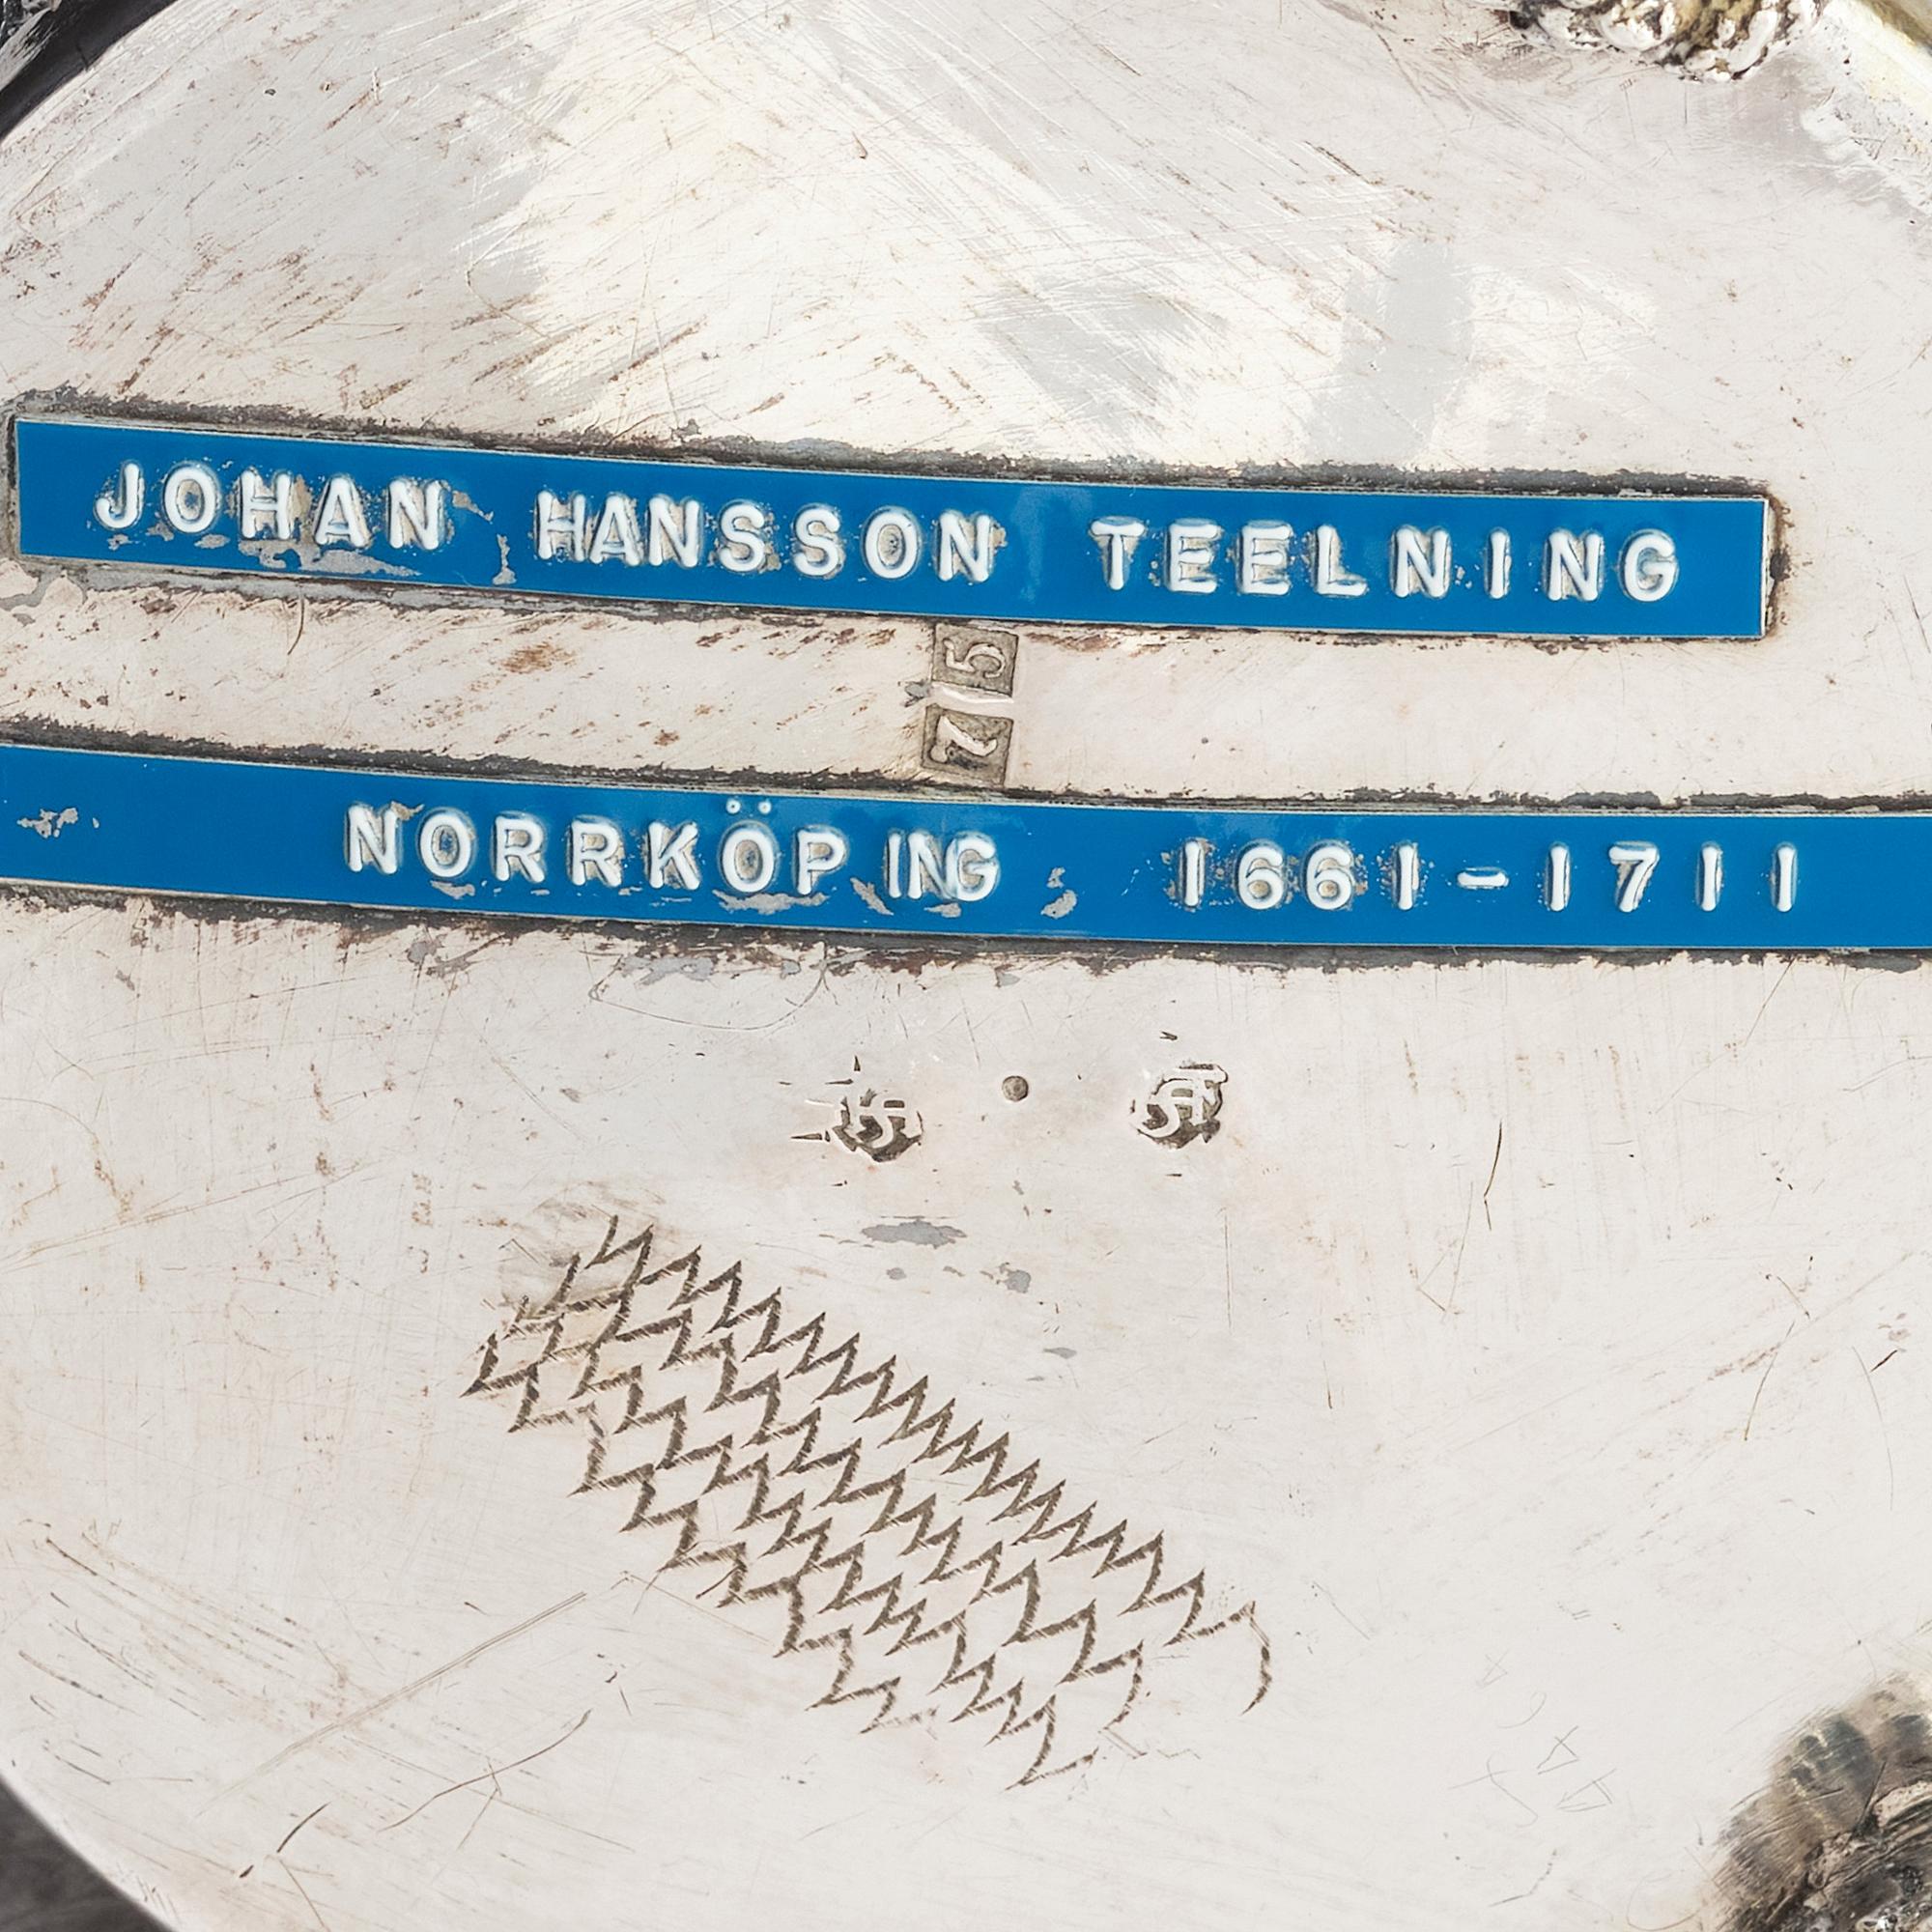 JOHAN HANSSON TEELNING
NORRKÖPING 1661-1711